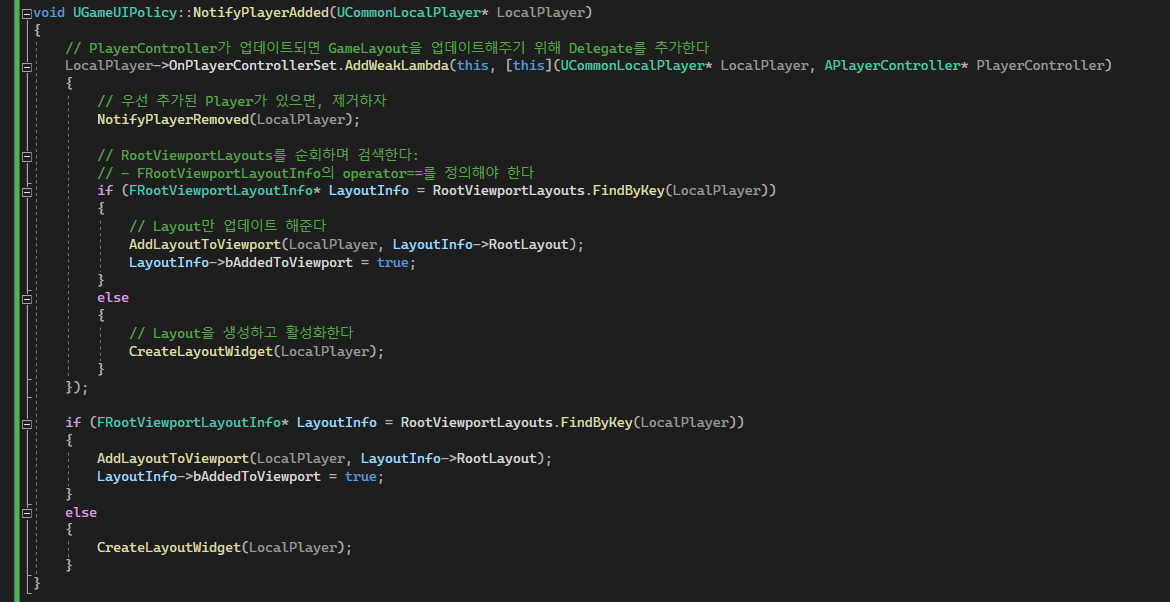 void UGameUIPolicy::NotifyPlayerAdded(UCommonLocalPlayer* LocalPlayer)
{
// PlayerController가 업데이트되면 GameLayout을 업데이트해주기 위해 Delegate를 추가한다
LocalPlayer->OnPlayerControllerSet.AddWeakLambda(this, [this](UCommonLocalPlayer* LocalPlayer, APlayerController* PlayerController)
{
// 우선 추가된 Player가 있으면, 제거하자
NotifyPlayerRemoved(LocalPlayer);
// RootViewportLayouts를 순회하며 검색한다:
// - FRootViewportLayoutInfo의 operator==를 정의해야 한다
if (FRootViewportLayoutInfo* LayoutInfo = RootViewportLayouts.FindByKey(LocalPlayer))
{
// Layout만 업데이트 해준다
AddLayoutToViewport(LocalPlayer, LayoutInfo->RootLayout);
LayoutInfo->bAddedToViewport = true;
}
else
{
// Layout을 생성하고 활성화한다
CreateLayoutWidget(LocalPlayer);
}
});
if (FRootViewportLayoutInfo* LayoutInfo = RootViewportLayouts.FindByKey(LocalPlayer))
{
AddLayoutToViewport(LocalPlayer, LayoutInfo->RootLayout);
LayoutInfo->bAddedToViewport = true;
}
else
{
CreateLayoutWidget(LocalPlayer);
}
}